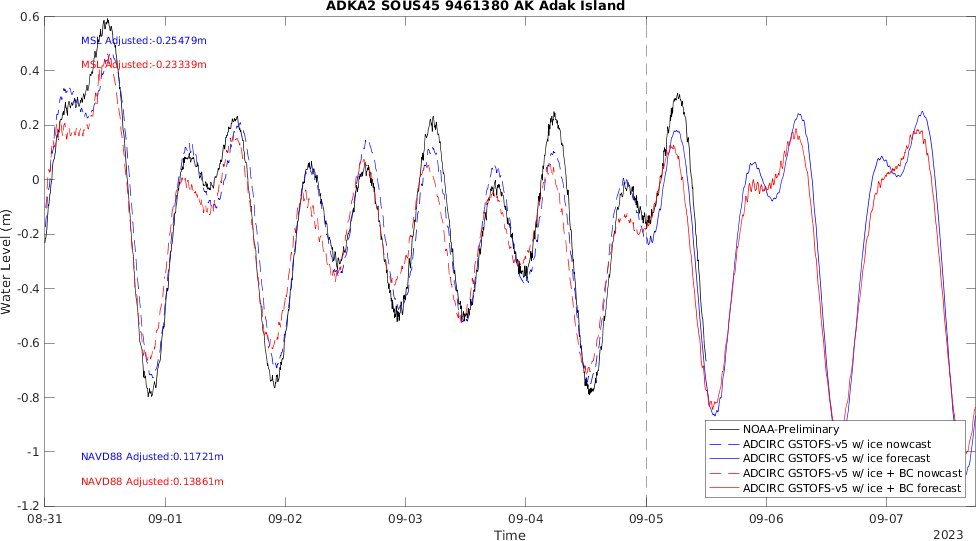 ADKA2 SOUS45 9461380 AK Adak Island
0.6
0.4
0.2
0
-0.2
-0.4
-0.6
-0.8
-1
-1.2
Water Level (m)
MSL Adjusted:-0.25479m
MSL Adjusted:-0.23339m
NAVD88 Adjusted:0.11721m
NAVD88 Adjusted:0.13861m
NOAA-Preliminary
ADCIRC GSTOFS-v5 w/ ice nowcast
ADCIRC GSTOFS-v5 w/ ice forecast
ADCIRC GSTOFS-v5 w/ ice + BC nowcast
ADCIRC GSTOFS-v5 w/ ice + BC forecast
08-31 09-01 09-02 09-03 09-04 09-05 09-06 09-07
Time
2023